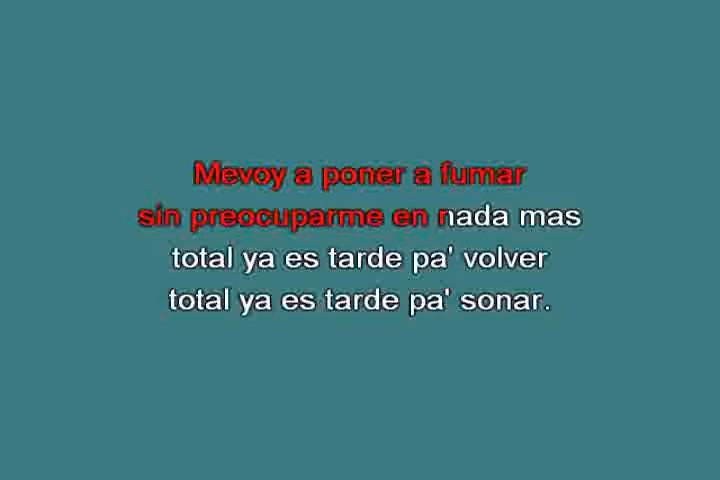 Mevoy a poner a fumar
sin preocuparme en nada mas
total ya es tarde pa' volver
total ya es tarde pa' sonar.